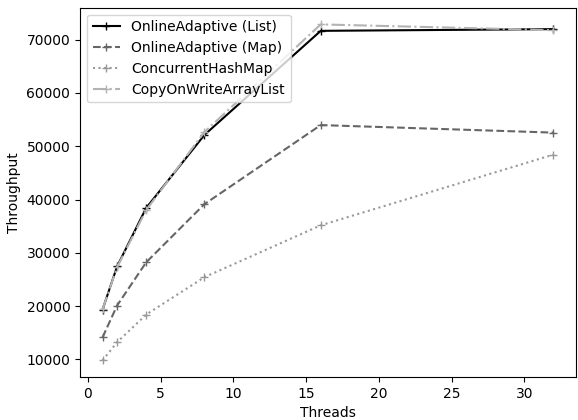 OnlineAdaptive (List)
OnlineAdaptive (Map)
ConcurrentHashMap
CopyOnWriteArrayList
70000
60000
50000
40000
30000
20000
10000
Throughput
0 5 10 15 20 25 30
Threads